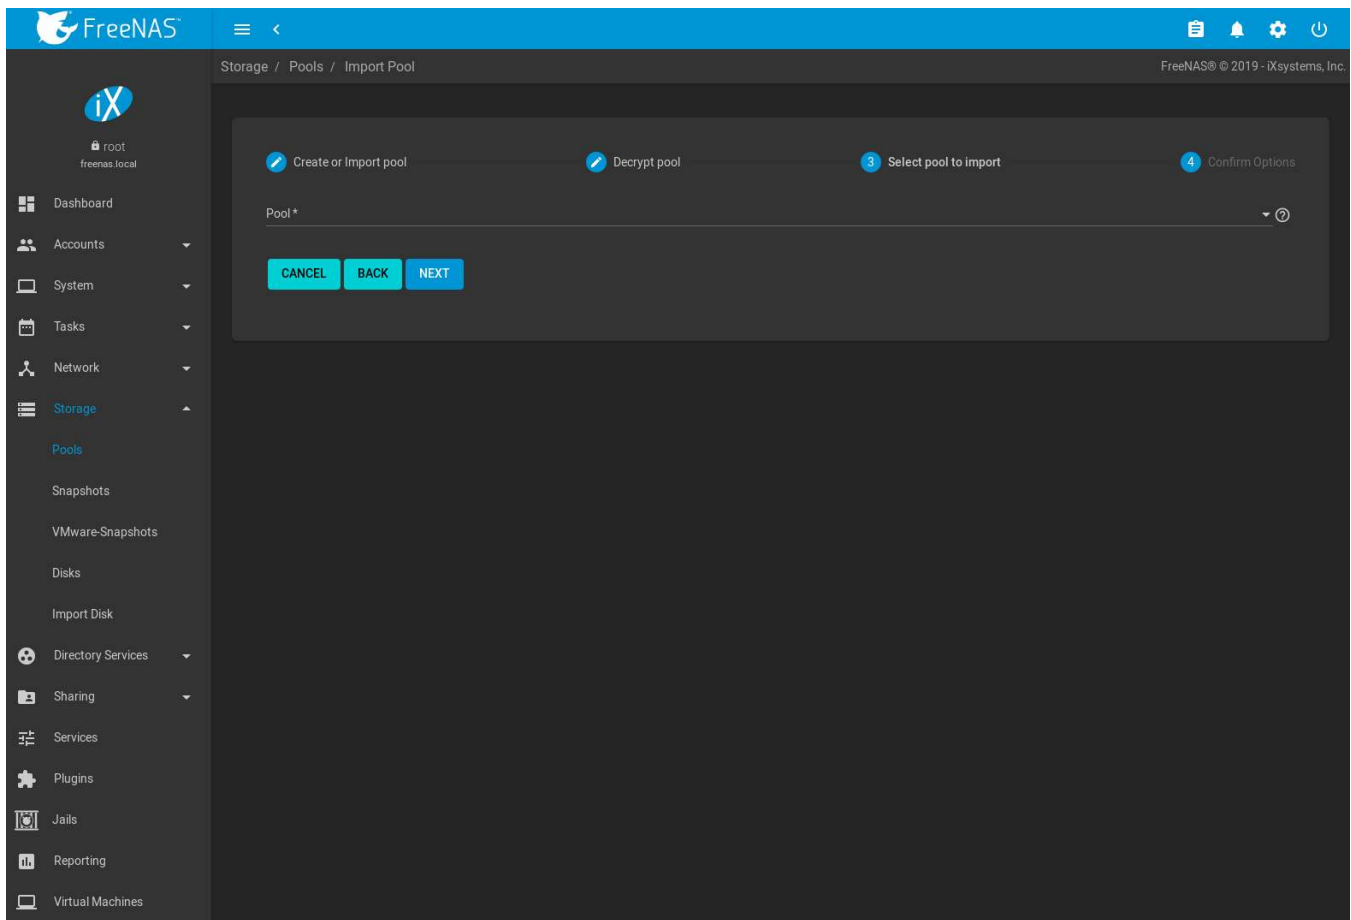 FreeNAS™
Storage / Pools / Import Pool
FreeNAS® © 2019 - iXsystems, Inc.
iX
root
freenas.local
Dashboard
Accounts
System
Tasks
Network
Storage
Pools
Snapshots
VMware-Snapshots
Disks
Import Disk
Directory Services
Sharing
Services
Plugins
Jails
Reporting
Virtual Machines
Create or Import pool
Decrypt pool
3 Select pool to import
4 Confirm Options
Pool *
CANCEL BACK NEXT